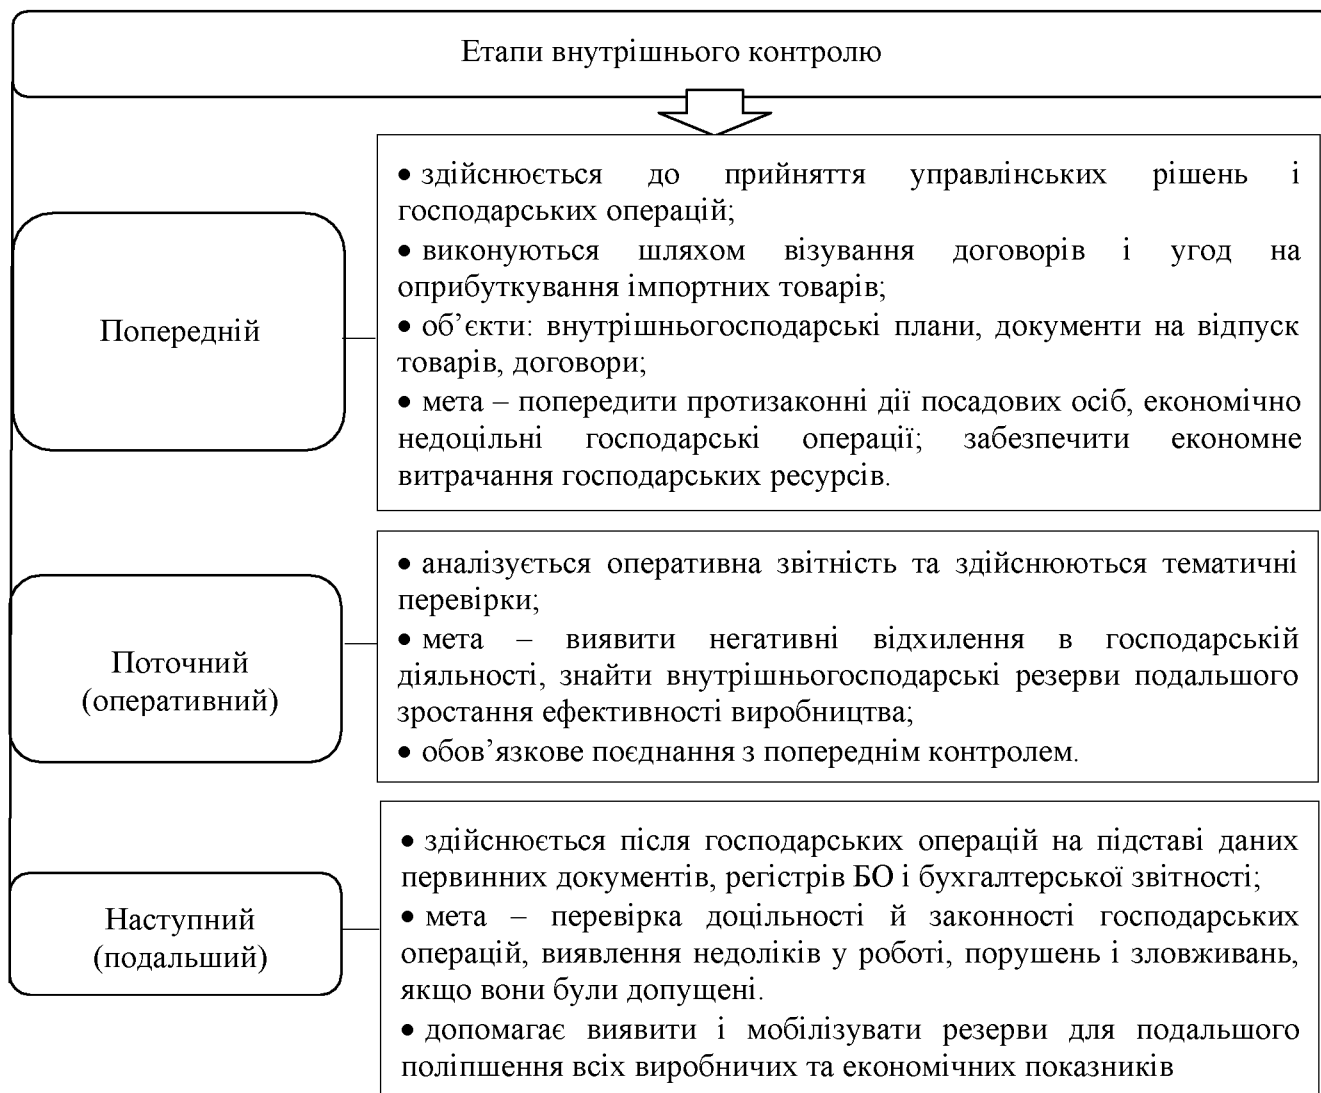 Етапи внутрішнього контролю
Попередній
• здійснюється до прийняття управлінських рішень і
господарських операцій;
• виконуються шляхом візування договорів і угод на
оприбуткування імпортних товарів;
• об’єкти: внутрішньогосподарські плани, документи на відпуск
товарів, договори;
• мета – попередити протизаконні дії посадових осіб, економічно
недоцільні господарські операції; забезпечити економне
витрачання господарських ресурсів.
Поточний
(оперативний)
• аналізується оперативна звітність та здійснюються тематичні
перевірки;
• мета – виявити негативні відхилення в господарській
діяльності, знайти внутрішньогосподарські резерви подальшого
зростання ефективності виробництва;
• обов’язкове поєднання з попереднім контролем.
Наступний
(подальший)
• здійснюється після господарських операцій на підставі даних
первинних документів, регістрів БО і бухгалтерської звітності;
• мета – перевірка доцільності й законності господарських
операцій, виявлення недоліків у роботі, порушень і зловживань,
якщо вони були допущені.
• допомагає виявити і мобілізувати резерви для подальшого
поліпшення всіх виробничих та економічних показників